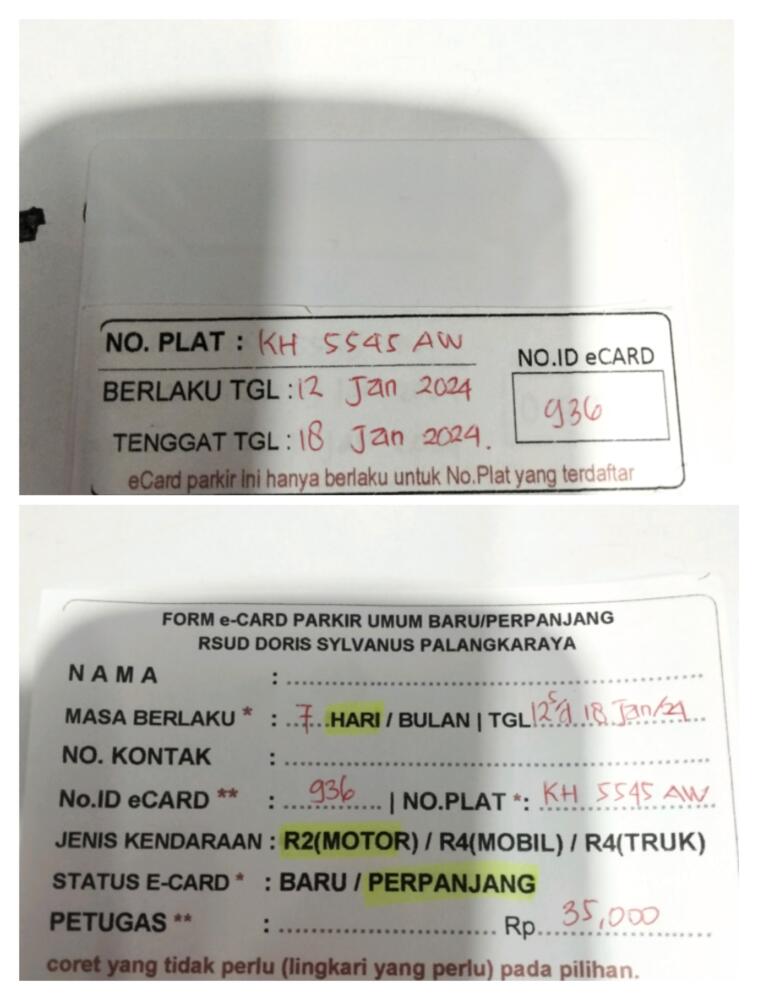 NO. PLAT : KH 5545 AW
NO.ID eCARD
BERLAKU TGL : 12 Jan 2024
936
TENGGAT TGL : 18 Jan 2024.
eCard parkir ini hanya berlaku untuk No.Plat yang terdaftar
FORM e-CARD PARKIR UMUM BARU/PERPANJANG
RSUD DORIS SYLVANUS PALANGKARAYA
NAMA : ..........
MASA BERLAKU * : ..7.. HARI / BULAN | TGL 12 s/d 18 Jan/24
NO. KONTAK : ..........
No.ID eCARD ** : 936 | NO.PLAT *: KH 5545 AW
JENIS KENDARAAN : R2(MOTOR) / R4(MOBIL) / R4(TRUK)
STATUS E-CARD * : BARU / PERPANJANG
PETUGAS ** : .......... Rp. 35,000
coret yang tidak perlu (lingkari yang perlu) pada pilihan.